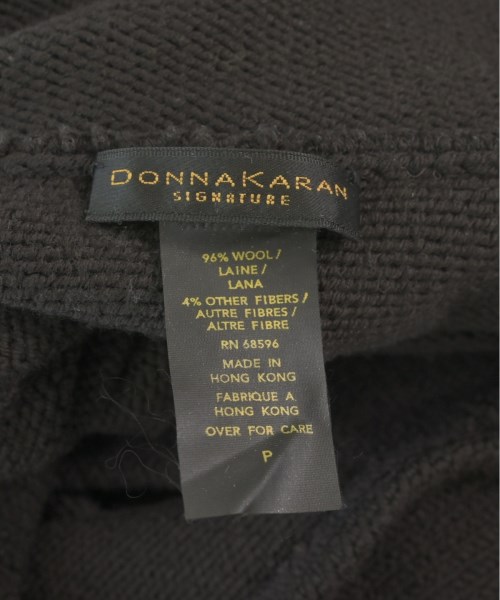 DONNAKARAN
SIGNATURE
96% WOOL/
LAINE/
LANA
4% OTHER FIBERS/
AUTRE FIBRES/
ALTRE FIBRE
RN 68596
MADE IN
HONG KONG
FABRIQUE A
HONG KONG
OVER FOR CARE
P